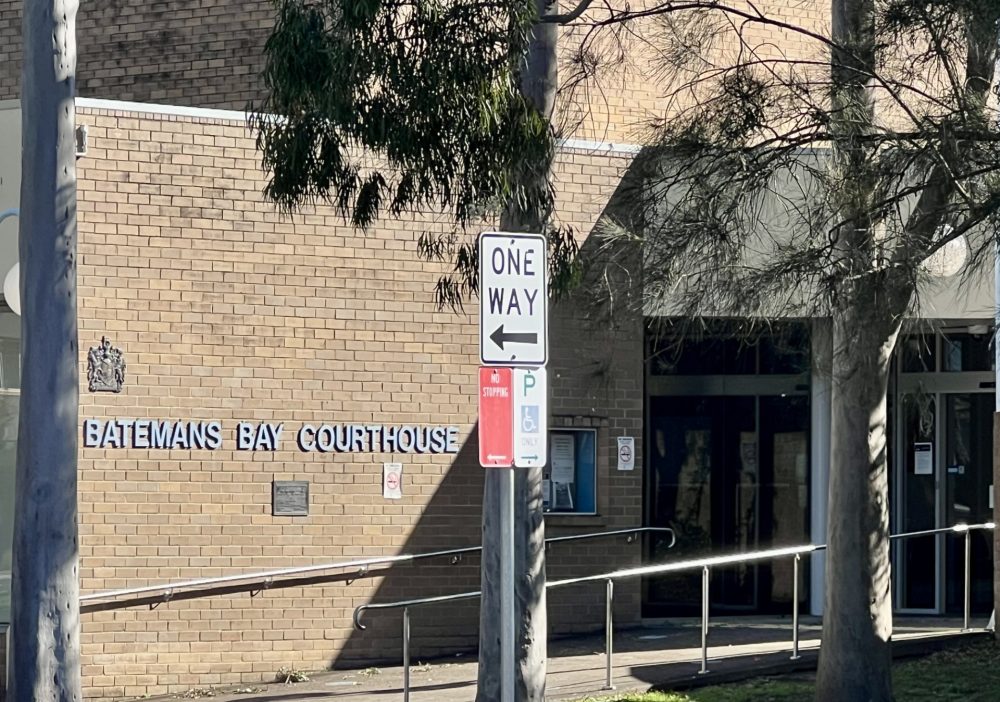 ONE
WAY
NO
STOPPING
P
ONLY
BATEMANS BAY COURTHOUSE